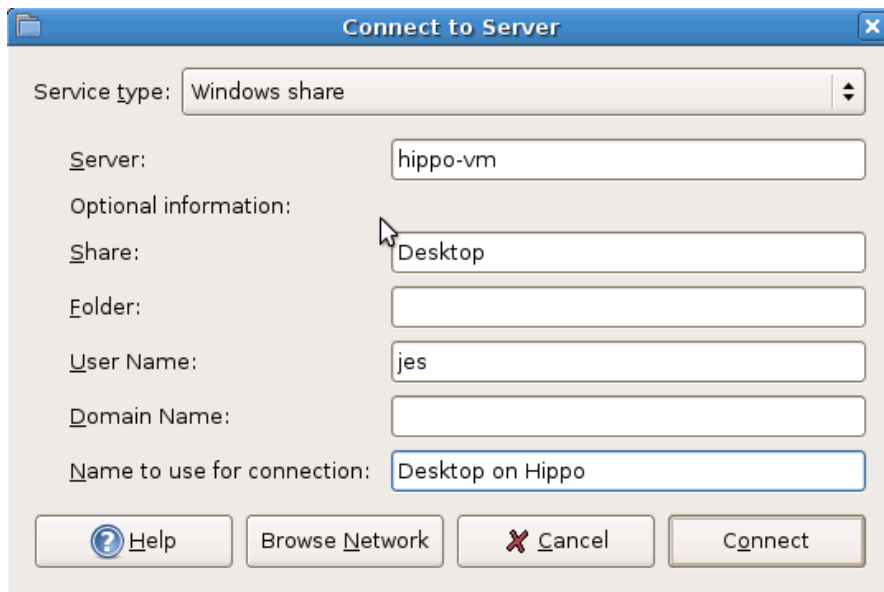 Connect to Server
Service type: Windows share
Server: hippo-vm
Optional information:
Share: Desktop
Folder:
User Name: jes
Domain Name:
Name to use for connection: Desktop on Hippo
Help Browse Network Cancel Connect